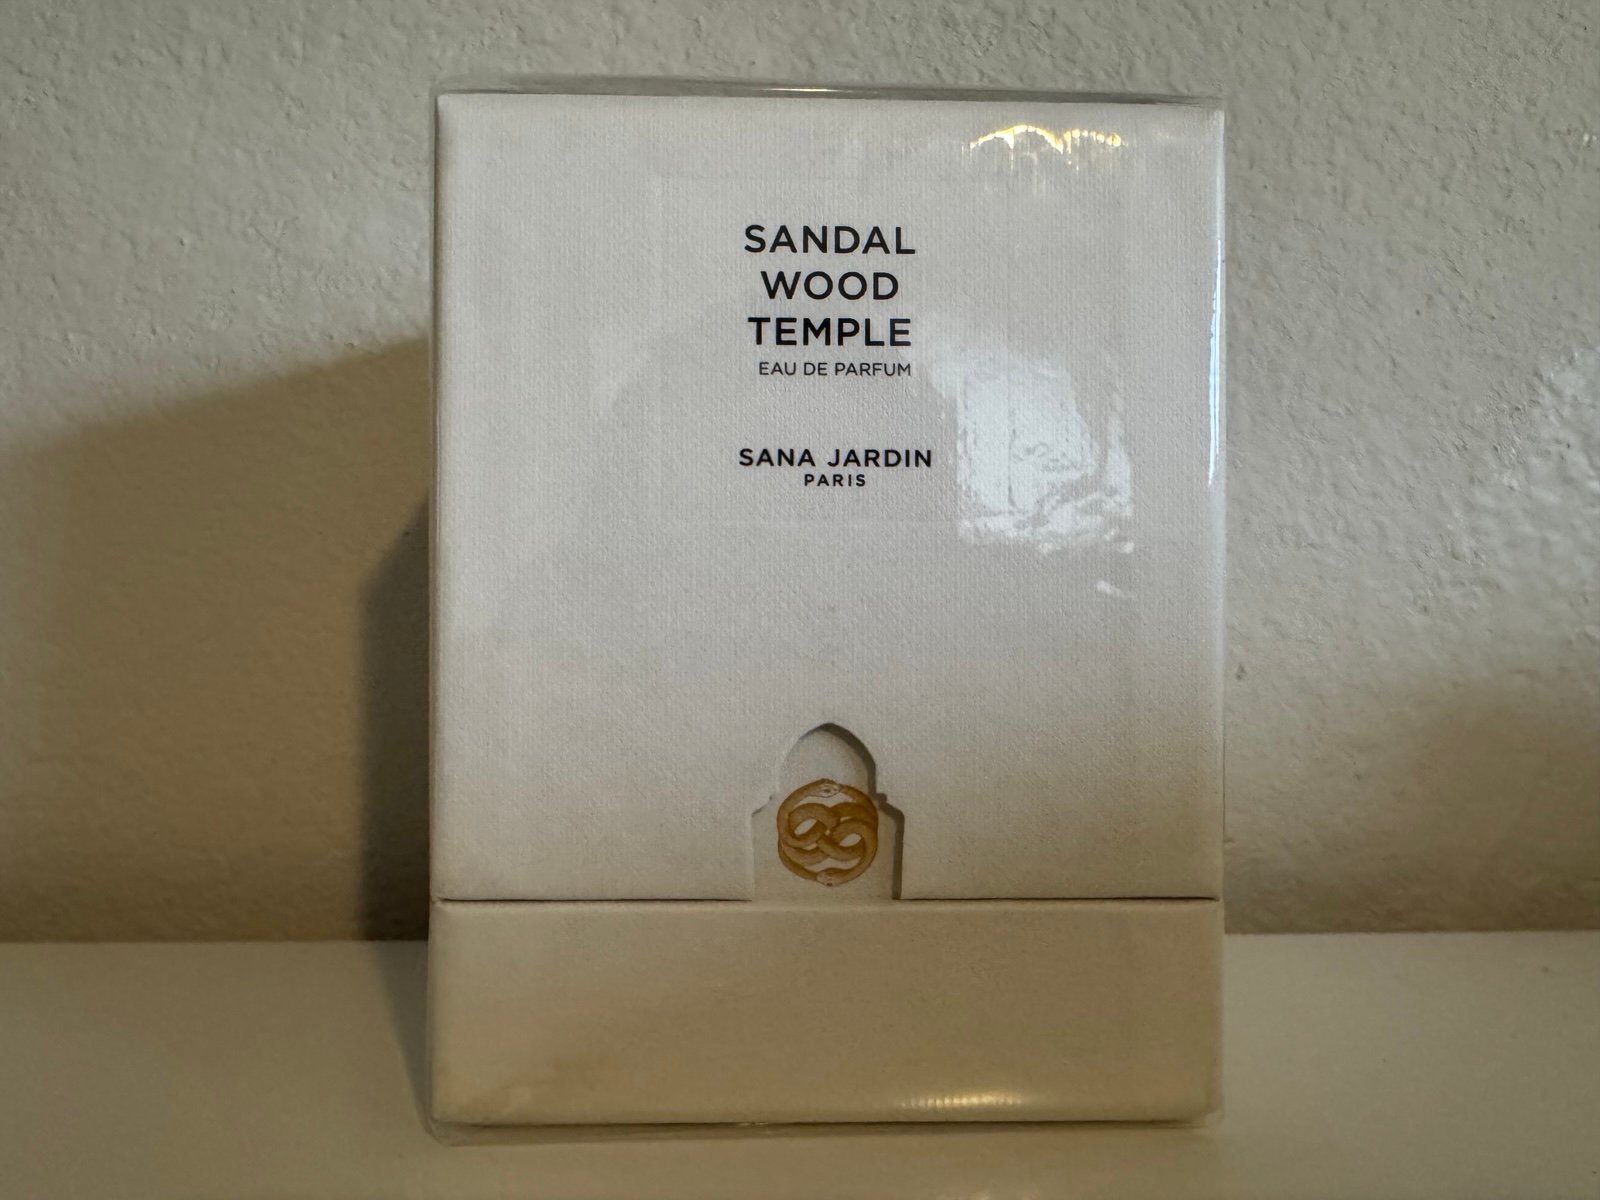 SANDAL
WOOD
TEMPLE
EAU DE PARFUM
SANA JARDIN
PARIS